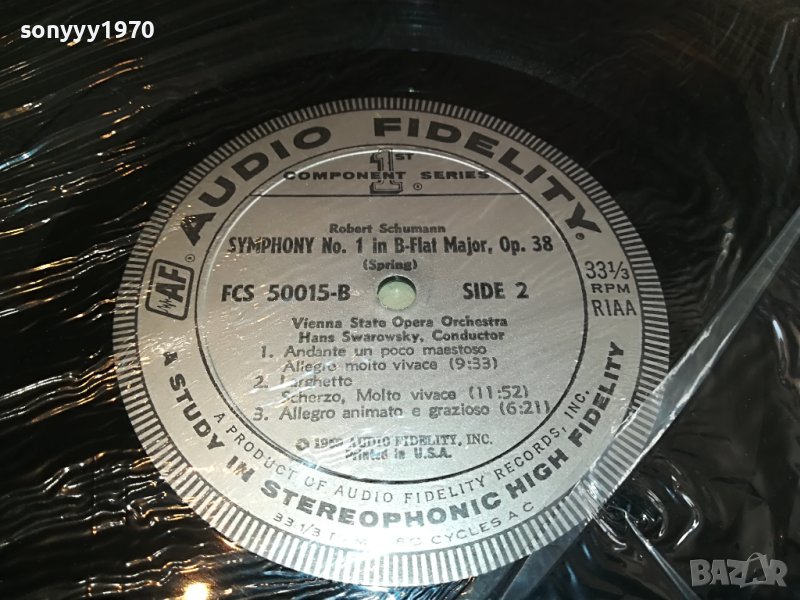 sonyyy1970
AUDIO FIDELITY®
1ST
COMPONENT SERIES
®
Robert Schumann
SYMPHONY No. 1 in B-Flat Major, Op. 38
(Spring)
AF®
33 1/3
RPM
RIAA
FCS 50015-B SIDE 2
Vienna State Opera Orchestra
Hans Swarowsky, Conductor
1. Andante un poco maestoso
Allegro molto vivace (9:33)
2. Larghetto
Scherzo, Molto vivace (11:52)
3. Allegro animato e grazioso (6:21)
© AUDIO FIDELITY, INC.
Printed in U.S.A.
A PRODUCT OF AUDIO FIDELITY RECORDS, INC.
A STUDY IN STEREOPHONIC HIGH FIDELITY
33 1/3 CYCLES A C
BAZAR